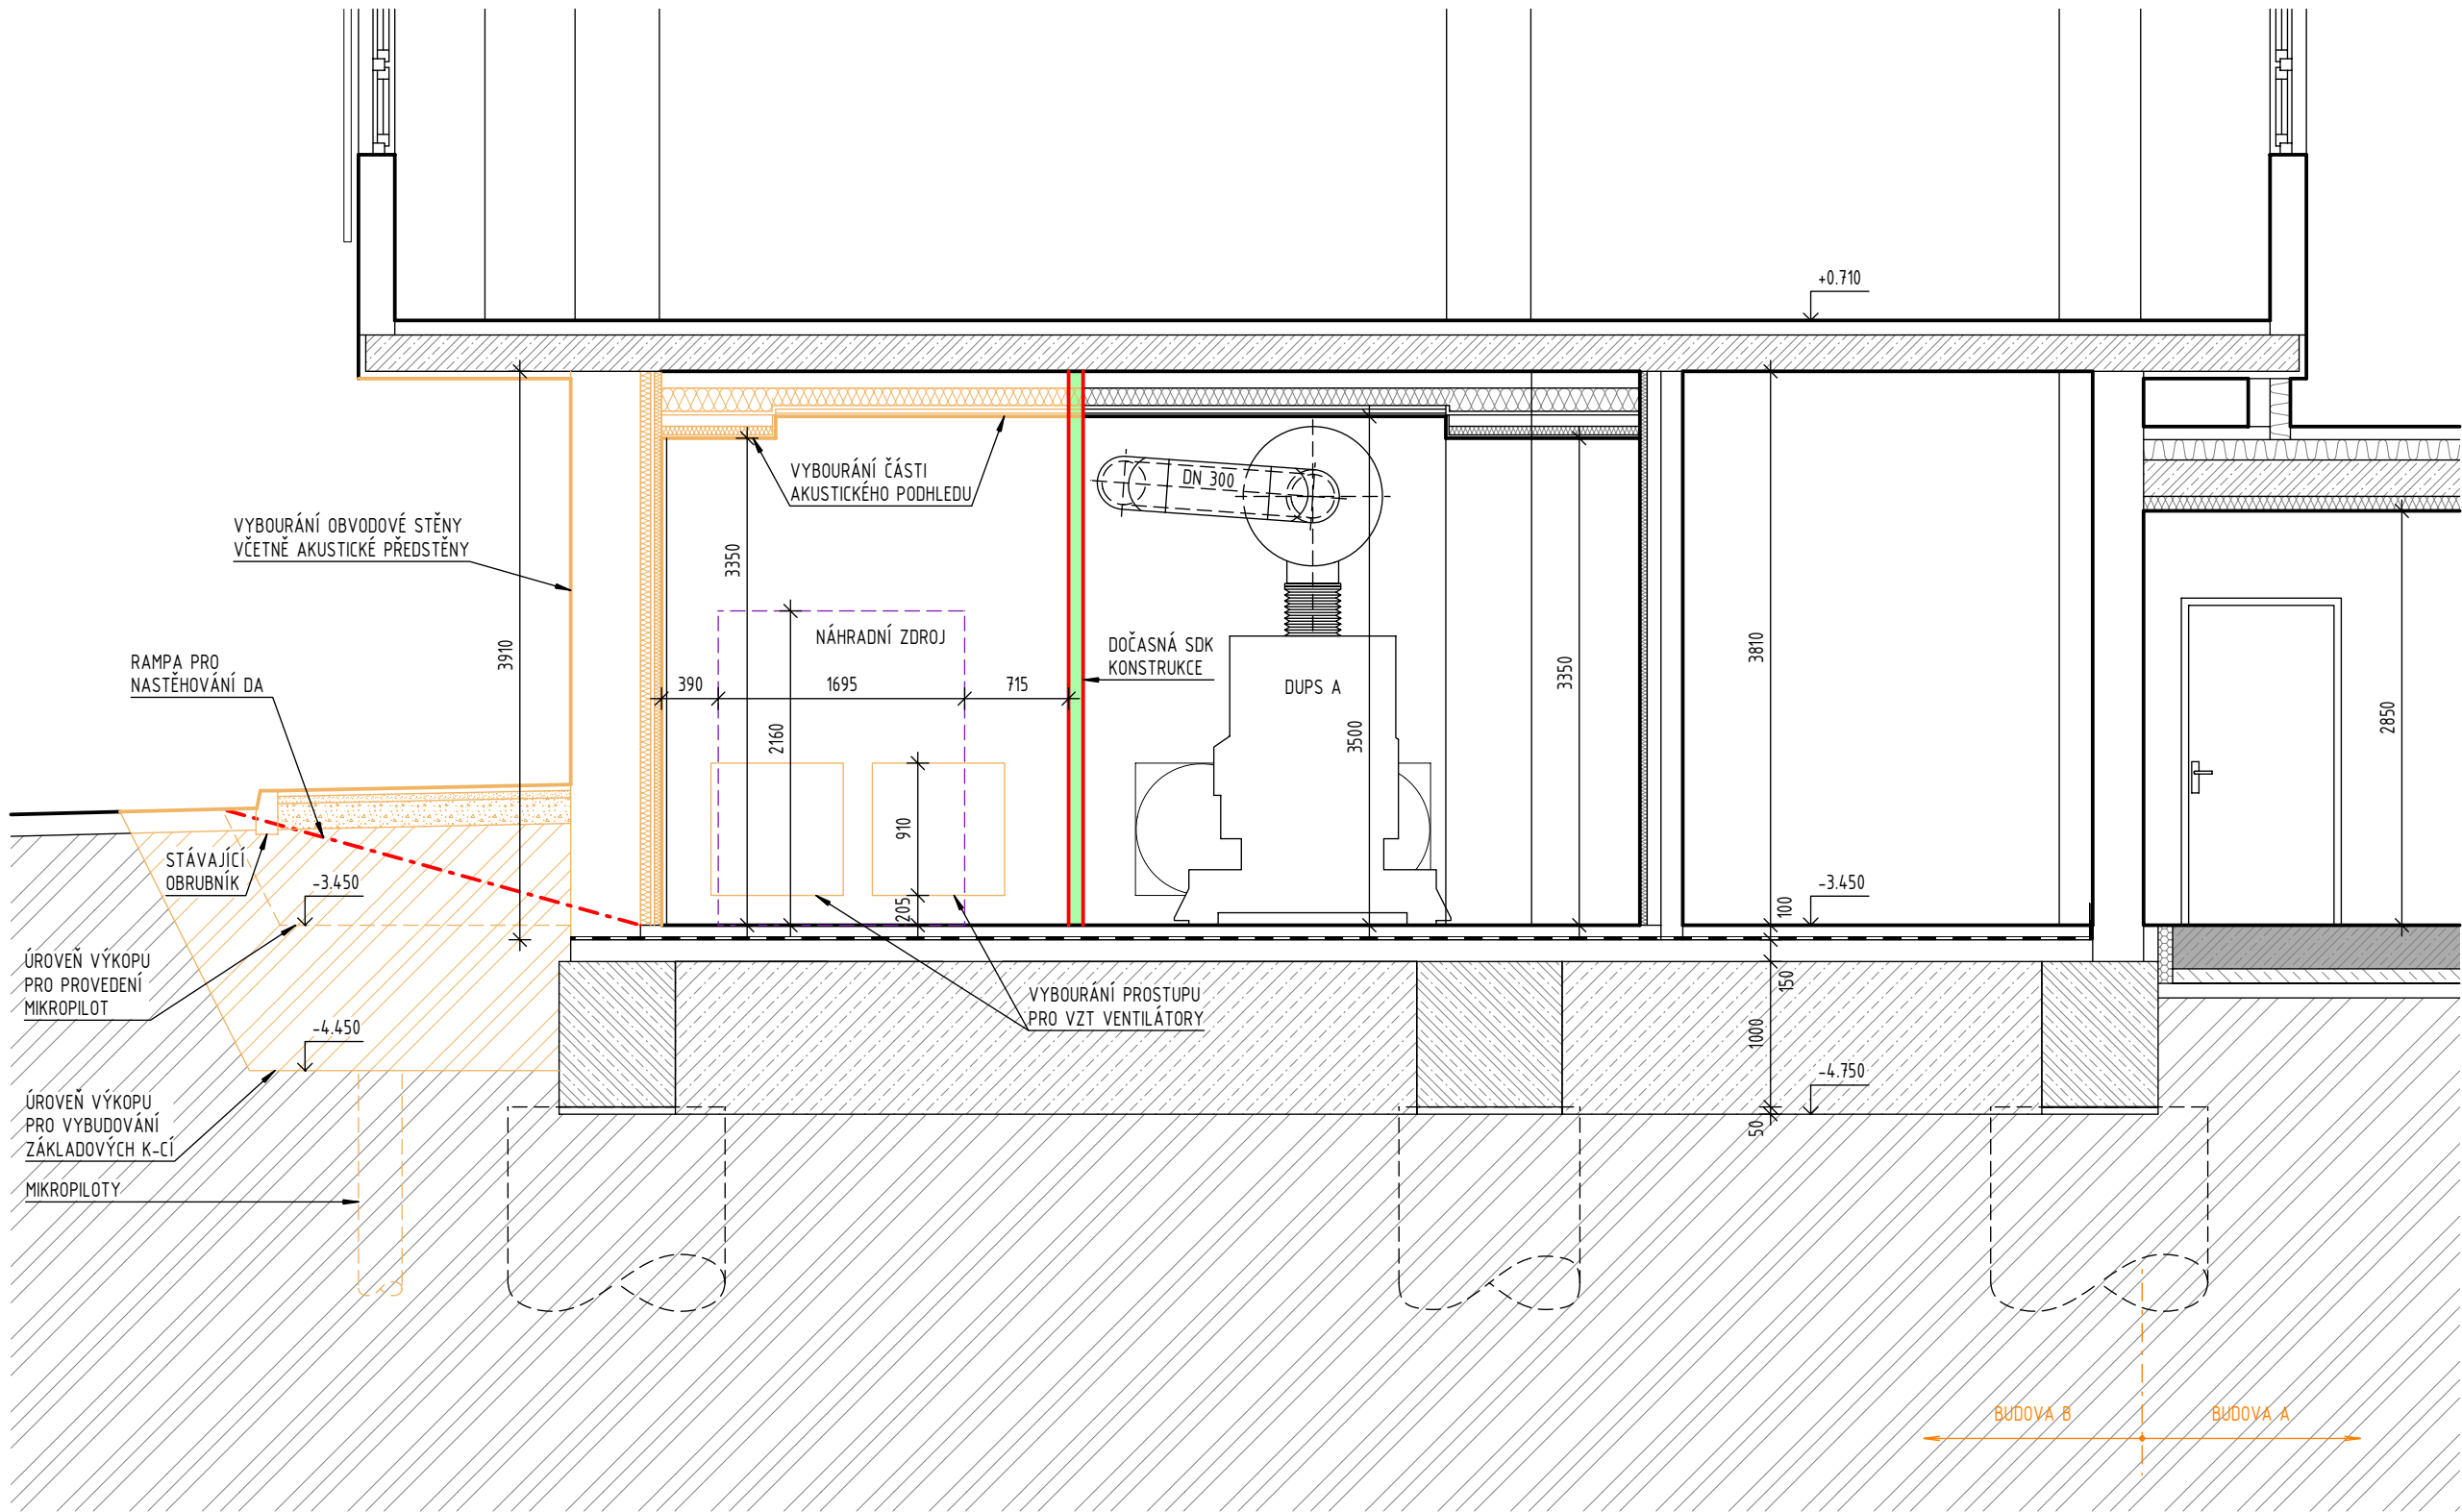 +0.710
VYBOURÁNÍ ČÁSTI
AKUSTICKÉHO PODHLEDU
DN 300
VYBOURÁNÍ OBVODOVÉ STĚNY
VČETNĚ AKUSTICKÉ PŘEDSTĚNY
3350
NÁHRADNÍ ZDROJ
DOČASNÁ SDK
KONSTRUKCE
3910
3810
RAMPA PRO
NASTĚHOVÁNÍ DA
390
1695
715
DUPS A
3350
2160
3500
2850
910
STÁVAJÍCÍ
OBRUBNÍK
-3.450
-3.450
205
100
ÚROVEŇ VÝKOPU
PRO PROVEDENÍ
MIKROPILOT
VYBOURÁNÍ PROSTUPU
PRO VZT VENTILÁTORY
150
-4.450
1000
-4.750
ÚROVEŇ VÝKOPU
PRO VYBUDOVÁNÍ
ZÁKLADOVÝCH K-CÍ
50
MIKROPILOTY
BUDOVA B
BUDOVA A